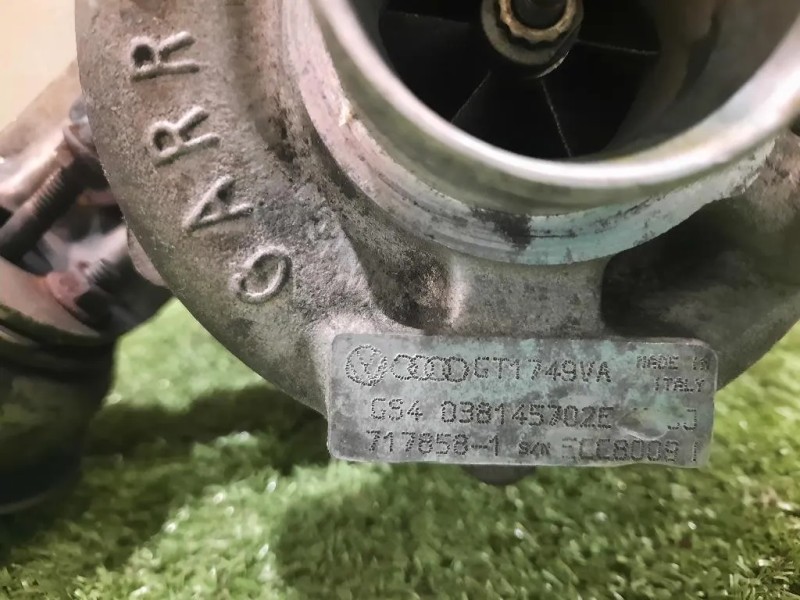 GARR
GT1749VA MADE IN
ITALY
GS4 038145702E
717858-1 S/N